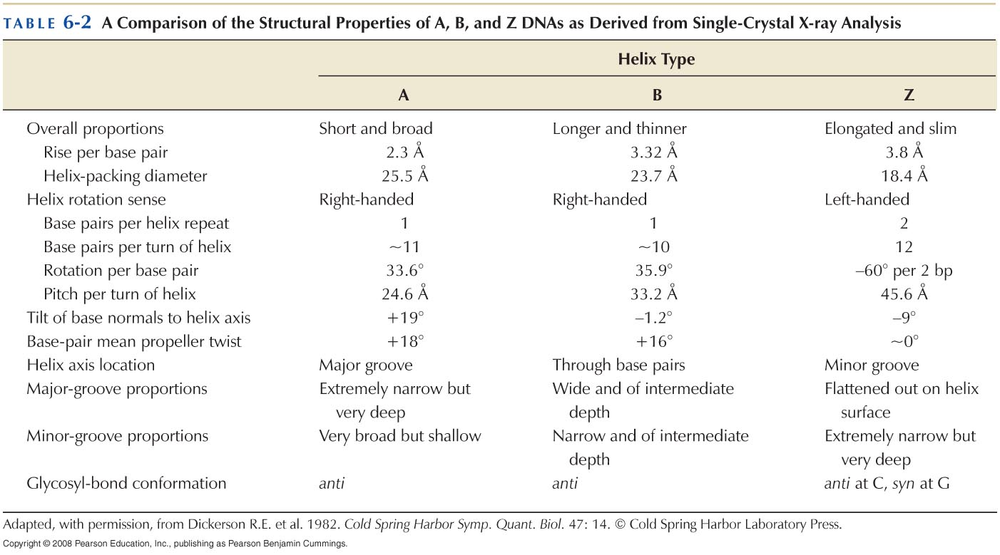 TABLE 6-2 A Comparison of the Structural Properties of A, B, and Z DNAs as Derived from Single-Crystal X-ray Analysis
Helix Type
A B Z
Overall proportions Short and broad Longer and thinner Elongated and slim
Rise per base pair 2.3 Å 3.32 Å 3.8 Å
Helix-packing diameter 25.5 Å 23.7 Å 18.4 Å
Helix rotation sense Right-handed Right-handed Left-handed
Base pairs per helix repeat 1 1 2
Base pairs per turn of helix ~11 ~10 12
Rotation per base pair 33.6° 35.9° –60° per 2 bp
Pitch per turn of helix 24.6 Å 33.2 Å 45.6 Å
Tilt of base normals to helix axis +19° –1.2° –9°
Base-pair mean propeller twist +18° +16° ~0°
Helix axis location Major groove Through base pairs Minor groove
Major-groove proportions Extremely narrow but Wide and of intermediate Flattened out on helix
very deep depth surface
Minor-groove proportions Very broad but shallow Narrow and of intermediate Extremely narrow but
depth very deep
Glycosyl-bond conformation anti anti anti at C, syn at G
Adapted, with permission, from Dickerson R.E. et al. 1982. Cold Spring Harbor Symp. Quant. Biol. 47: 14. © Cold Spring Harbor Laboratory Press.
Copyright © 2008 Pearson Education, Inc., publishing as Pearson Benjamin Cummings.